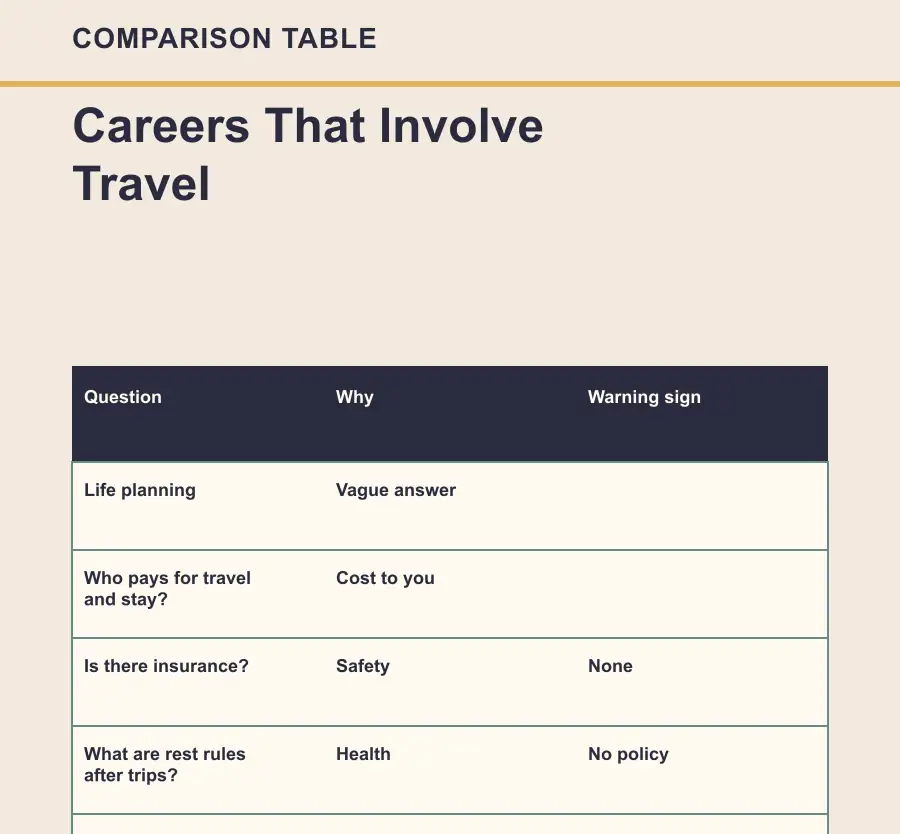 COMPARISON TABLE
Careers That Involve
Travel
Question Why Warning sign
Life planning Vague answer
Who pays for travel Cost to you
and stay?
Is there insurance? Safety None
What are rest rules Health No policy
after trips?